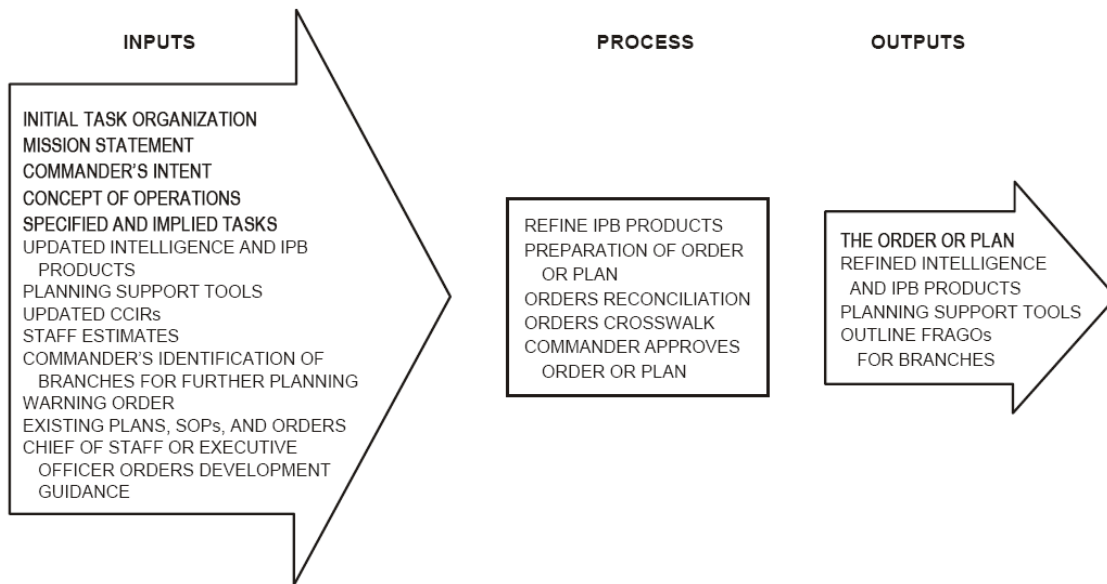 INPUTS
INITIAL TASK ORGANIZATION
MISSION STATEMENT
COMMANDER'S INTENT
CONCEPT OF OPERATIONS
SPECIFIED AND IMPLIED TASKS
UPDATED INTELLIGENCE AND IPB
PRODUCTS
PLANNING SUPPORT TOOLS
UPDATED CCIRs
STAFF ESTIMATES
COMMANDER'S IDENTIFICATION OF
BRANCHES FOR FURTHER PLANNING
WARNING ORDER
EXISTING PLANS, SOPs, AND ORDERS
CHIEF OF STAFF OR EXECUTIVE
OFFICER ORDERS DEVELOPMENT
GUIDANCE
PROCESS
REFINE IPB PRODUCTS
PREPARATION OF ORDER
OR PLAN
ORDERS RECONCILIATION
ORDERS CROSSWALK
COMMANDER APPROVES
ORDER OR PLAN
OUTPUTS
THE ORDER OR PLAN
REFINED INTELLIGENCE
AND IPB PRODUCTS
PLANNING SUPPORT TOOLS
OUTLINE FRAGOs
FOR BRANCHES